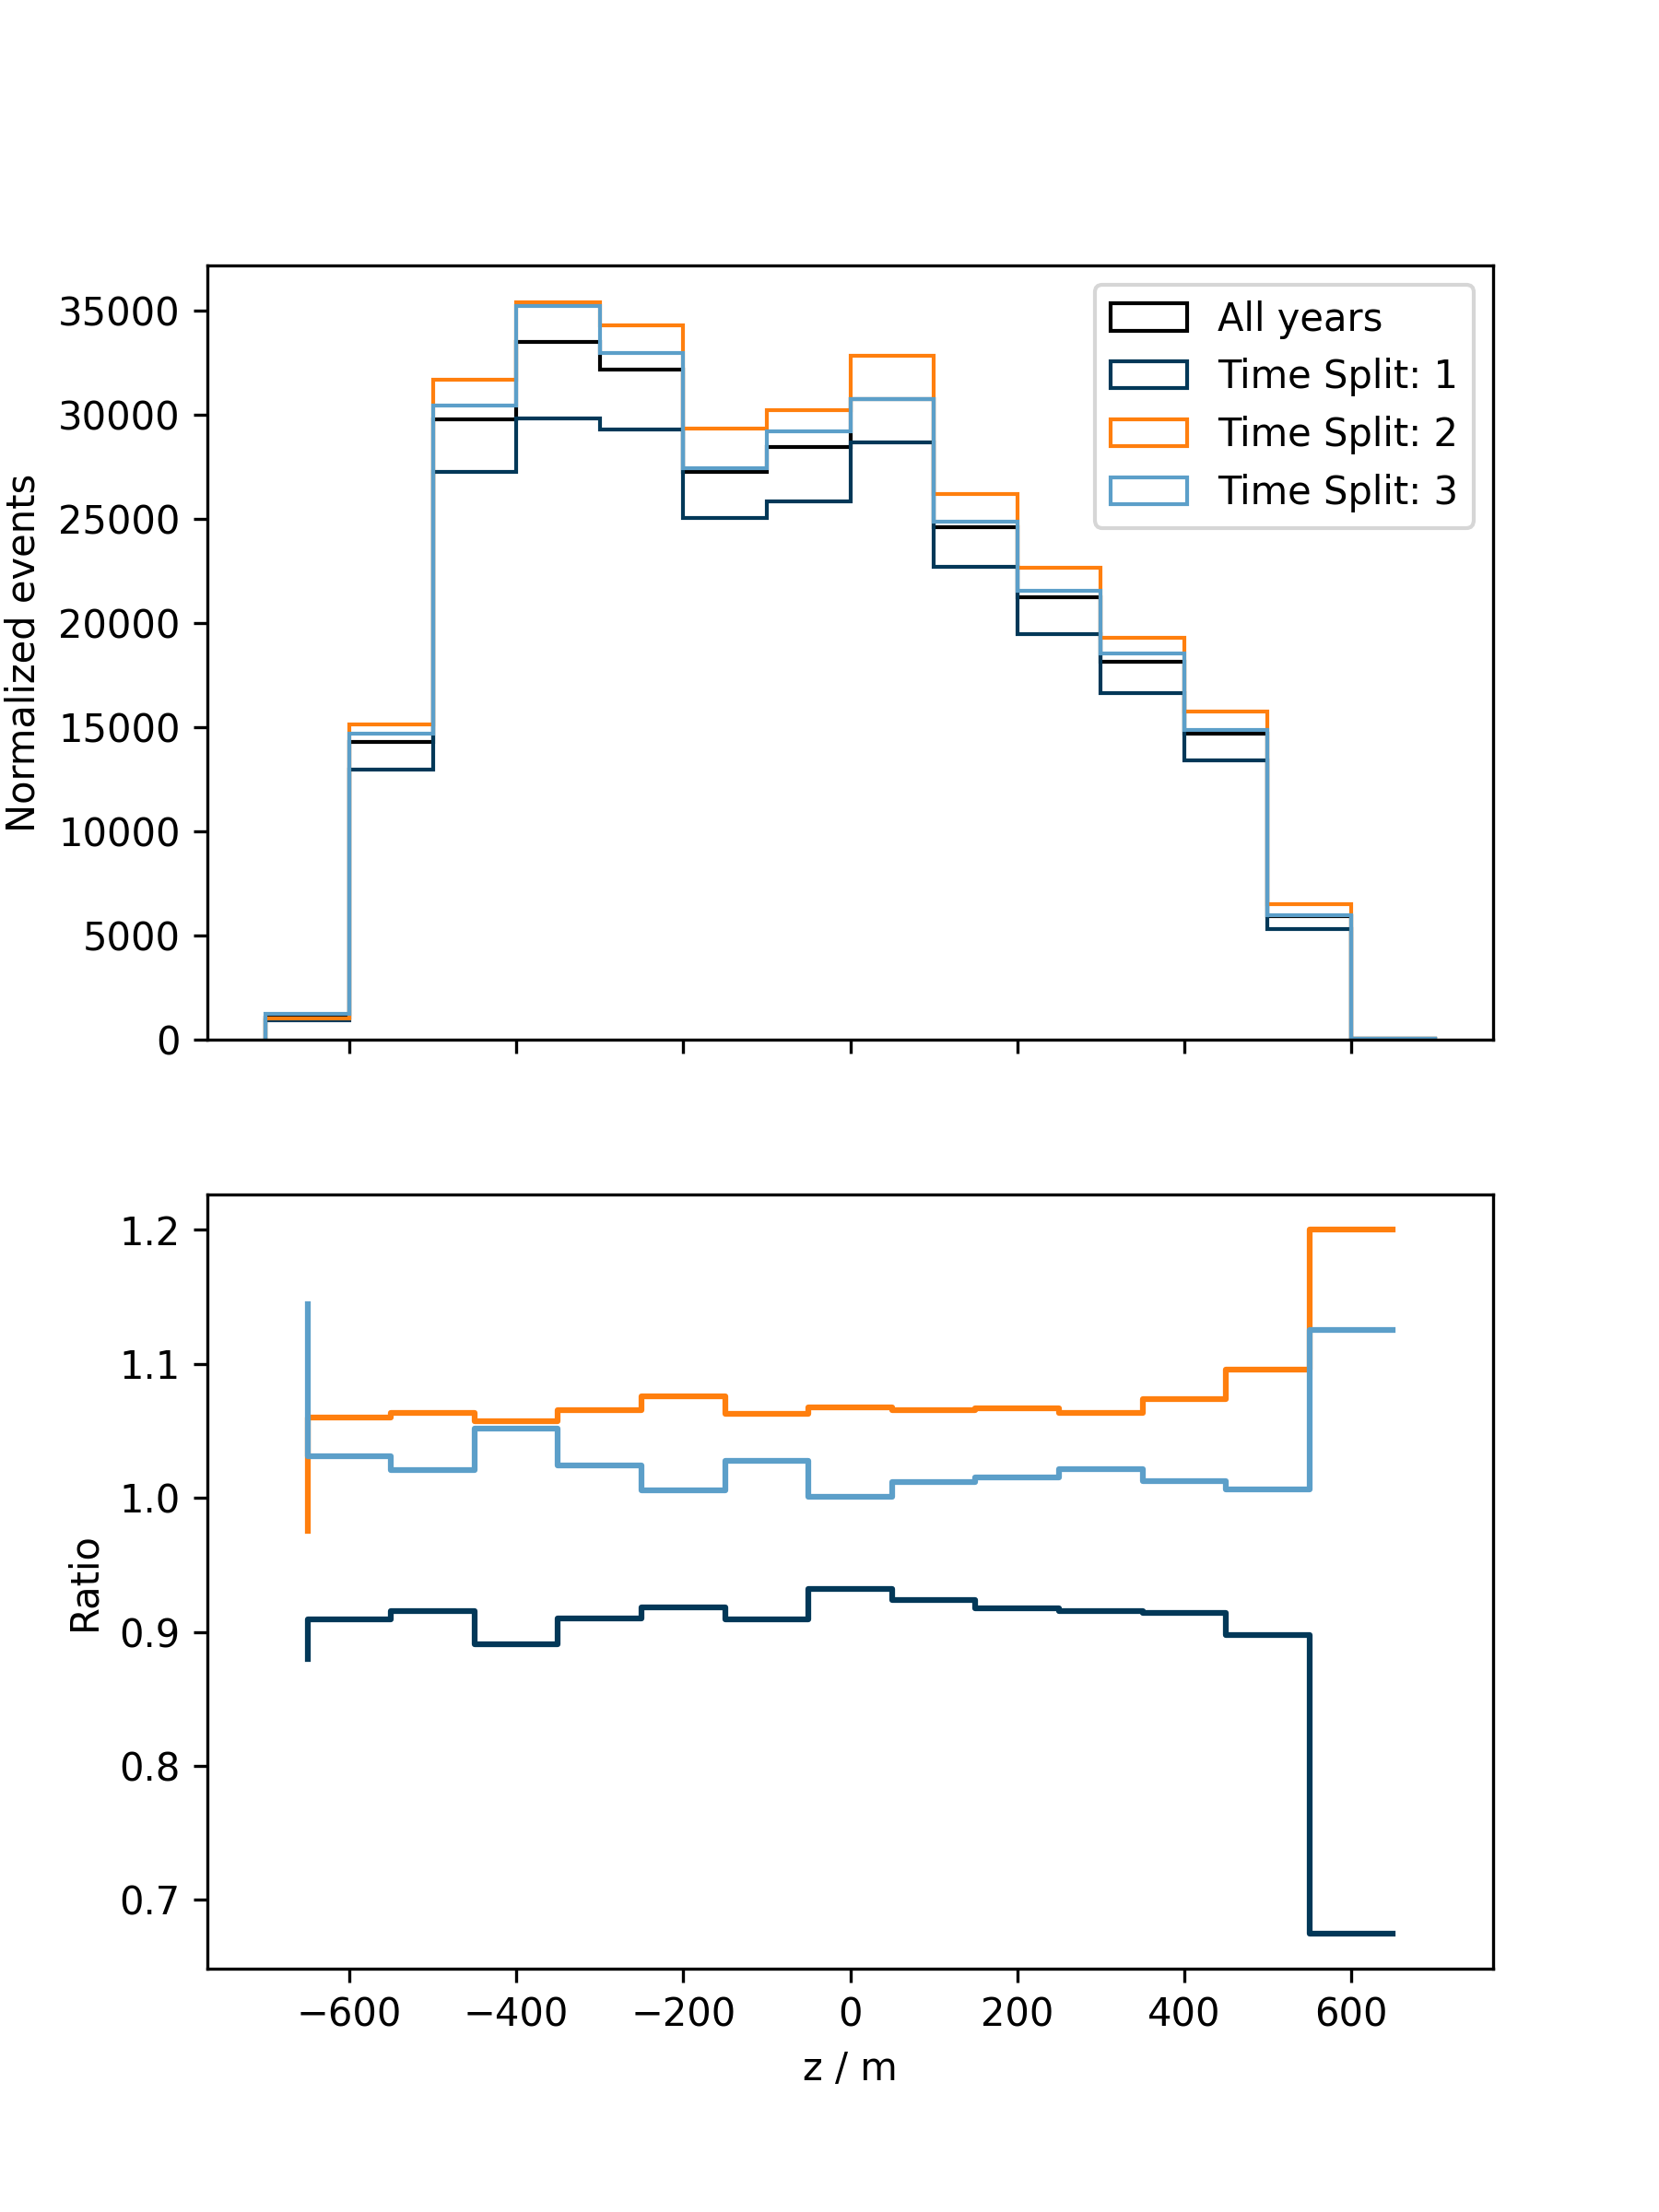 35000
30000
25000
20000
15000
10000
5000
0
Normalized events
All years
Time Split: 1
Time Split: 2
Time Split: 3
1.2
1.1
1.0
0.9
0.8
0.7
Ratio
−600 −400 −200 0 200 400 600
z / m